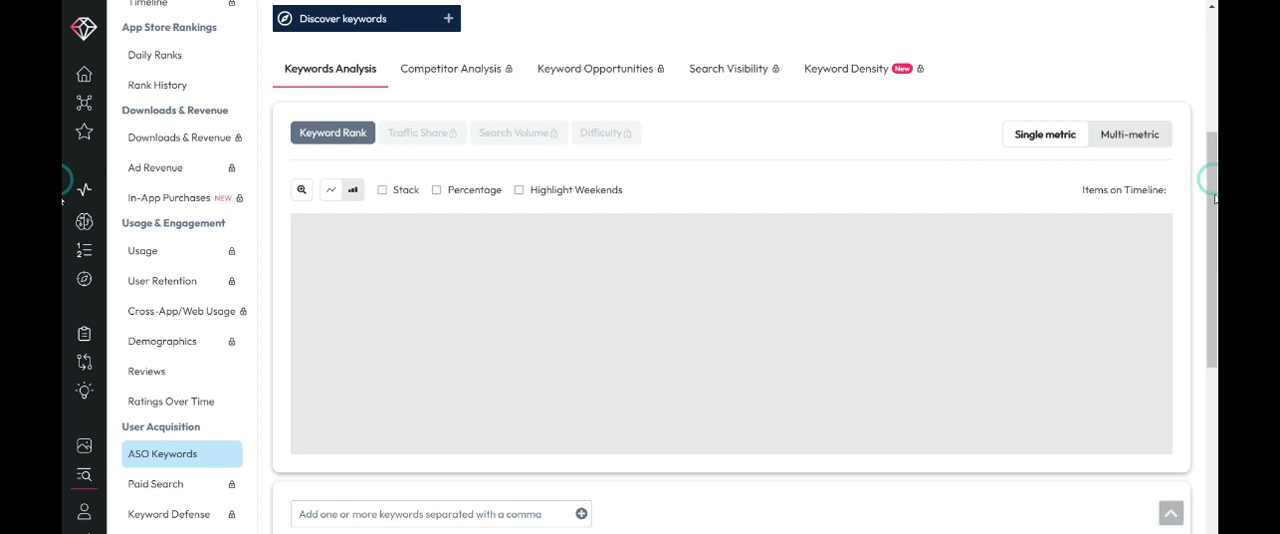 Timeline
App Store Rankings
Daily Ranks
Rank History
Downloads & Revenue
Downloads & Revenue
Ad Revenue
In-App Purchases NEW
Usage & Engagement
Usage
User Retention
Cross-App/Web Usage
Demographics
Reviews
Ratings Over Time
User Acquisition
ASO Keywords
Paid Search
Keyword Defense
Discover keywords
Keywords Analysis Competitor Analysis Keyword Opportunities Search Visibility Keyword Density New
Keyword Rank Traffic Share Search Volume Difficulty Single metric Multi-metric
Stack Percentage Highlight Weekends Items on Timeline:
Add one or more keywords separated with a comma